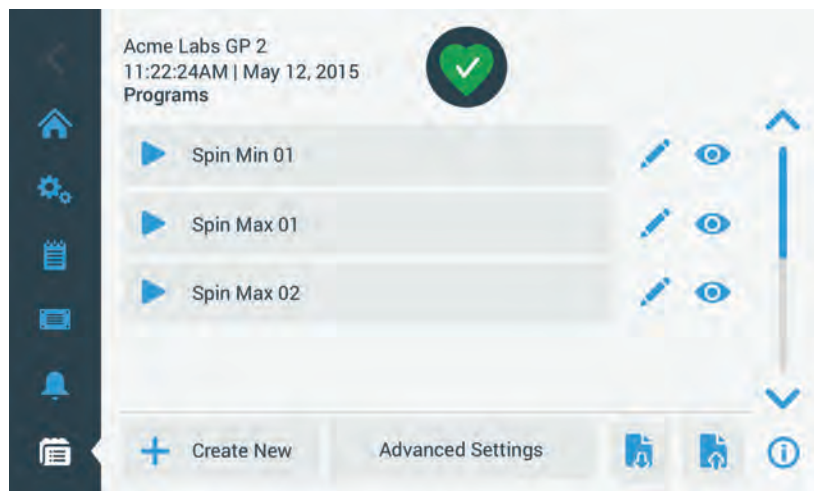 Acme Labs GP 2
11:22:24AM | May 12, 2015
Programs
Spin Min 01
Spin Max 01
Spin Max 02
Create New
Advanced Settings